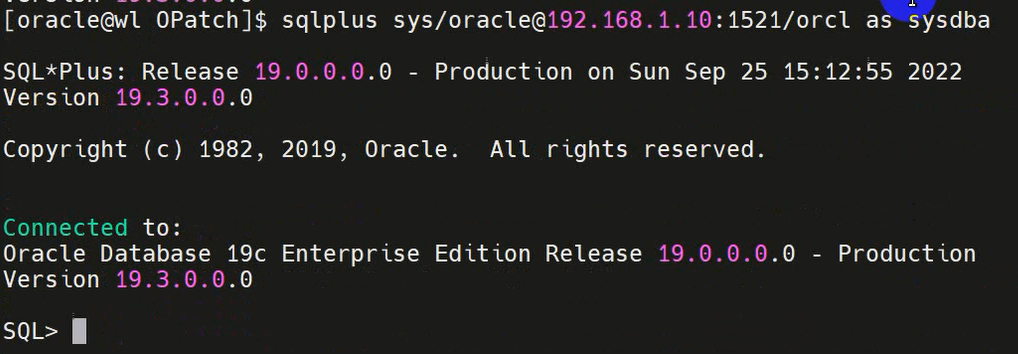 [oracle@wl OPatch]$ sqlplus sys/oracle@192.168.1.10:1521/orcl as sysdba
SQL*Plus: Release 19.0.0.0.0 - Production on Sun Sep 25 15:12:55 2022
Version 19.3.0.0.0
Copyright (c) 1982, 2019, Oracle.  All rights reserved.
Connected to:
Oracle Database 19c Enterprise Edition Release 19.0.0.0.0 - Production
Version 19.3.0.0.0
SQL>